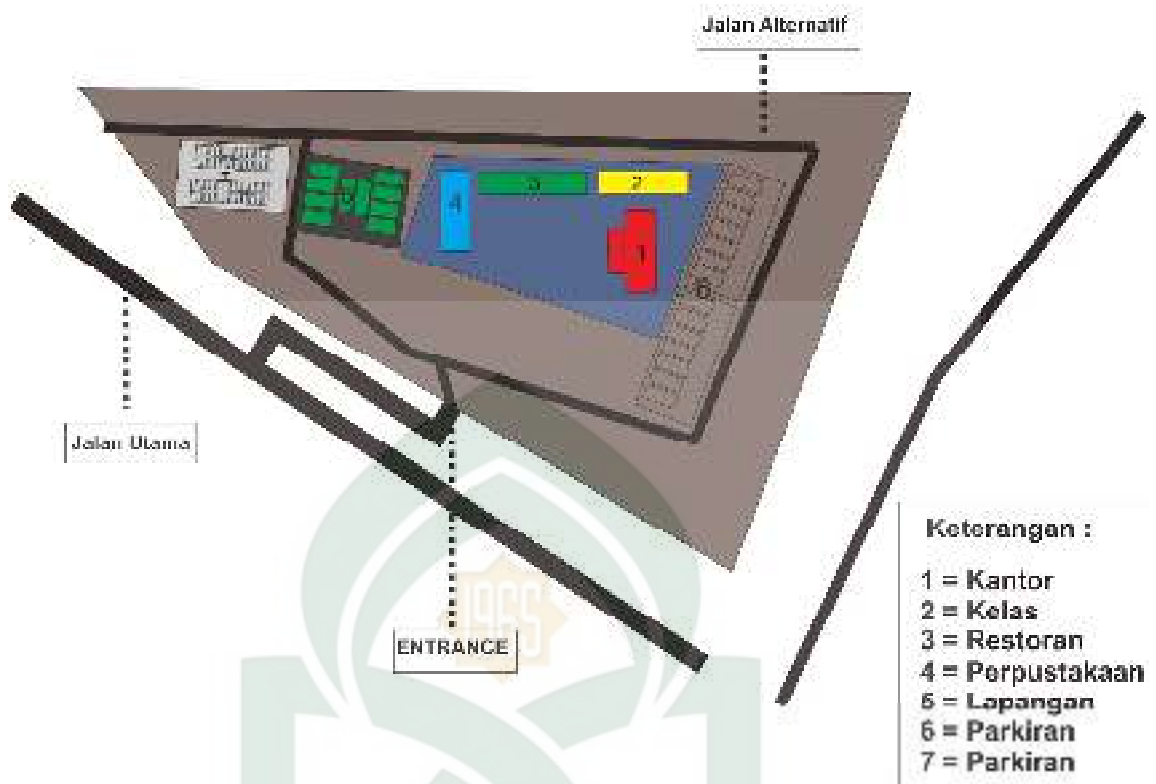 Jalan Alternatif
3
2
4
1
6
Jalan Utama
1965
ENTRANCE
Keterangan :
1 = Kantor
2 = Kelas
3 = Restoran
4 = Perpustakaan
5 = Lapangan
6 = Parkiran
7 = Parkiran